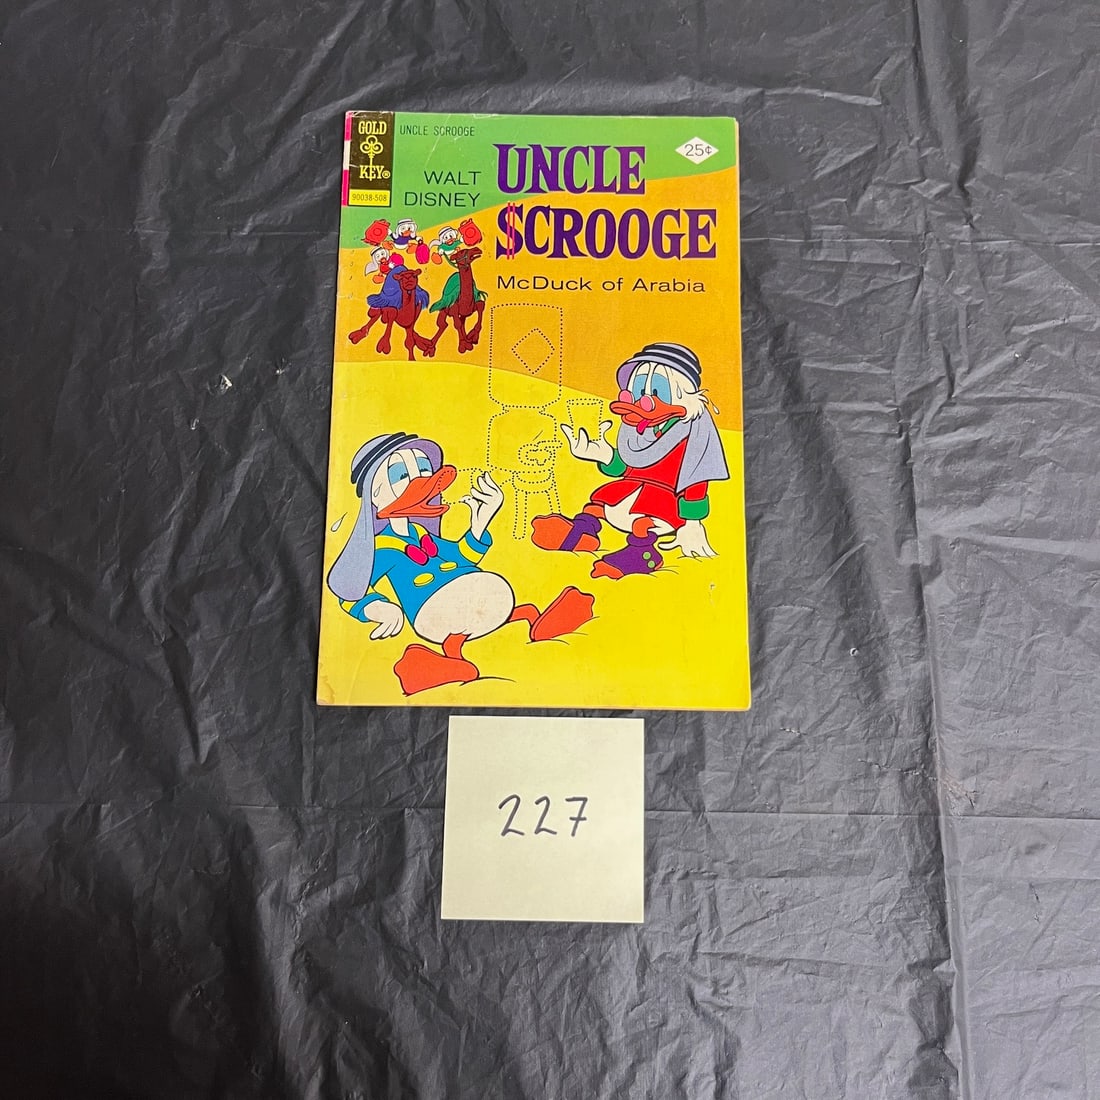 GOLD
KEY®
90038-508
UNCLE SCROOGE
25¢
WALT
DISNEY
UNCLE
$CROOGE
McDuck of Arabia
227